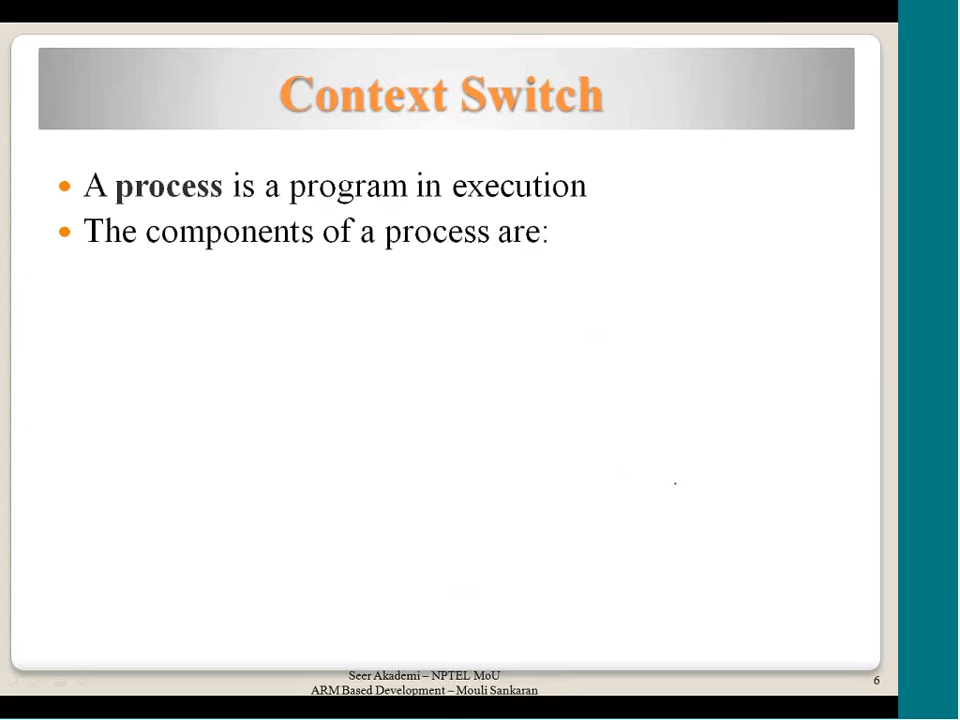 Context Switch
A process is a program in execution
The components of a process are:
Seer Akademi – NPTEL MoU
ARM Based Development – Mouli Sankaran
6